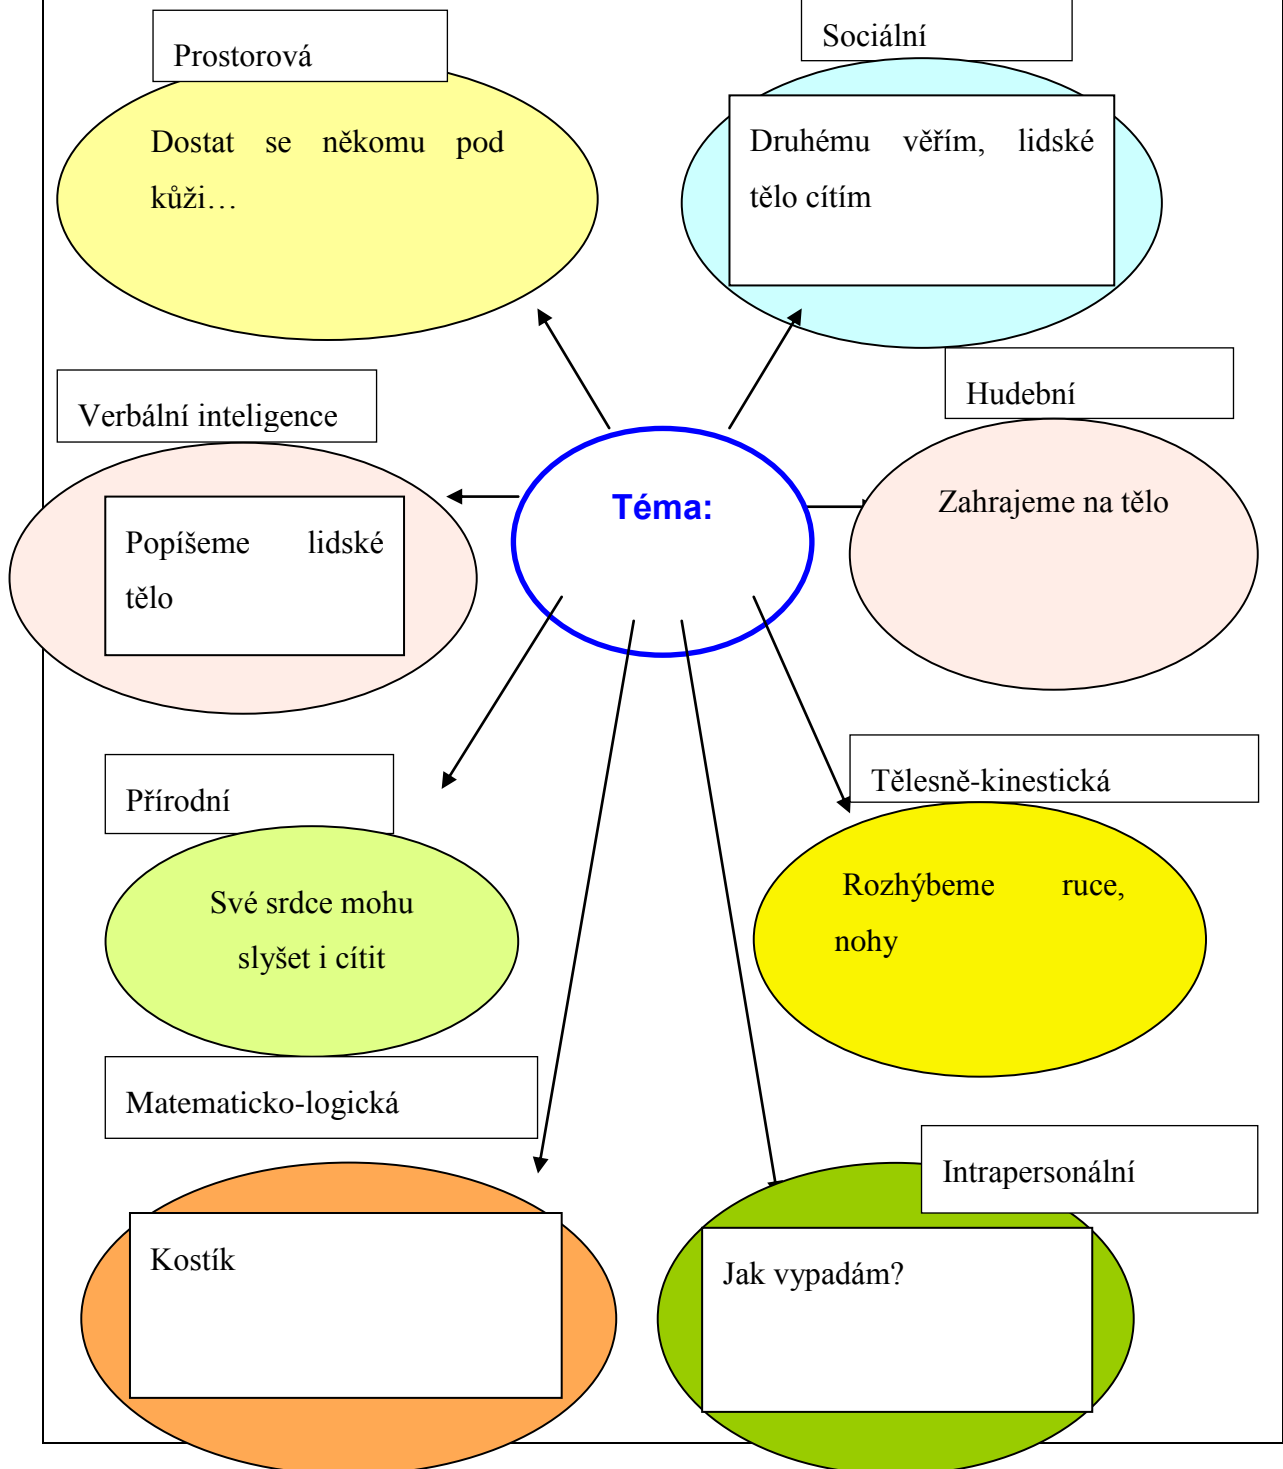 Prostorová
Dostat se někomu pod
kůži…
Sociální
Druhému věřím, lidské
tělo cítím
Verbální inteligence
Popíšeme lidské
tělo
Téma:
Hudební
Zahrajeme na tělo
Přírodní
Své srdce mohu
slyšet i cítit
Tělesně-kinestická
Rozhýbeme ruce,
nohy
Matematicko-logická
Kostík
Intrapersonální
Jak vypadám?